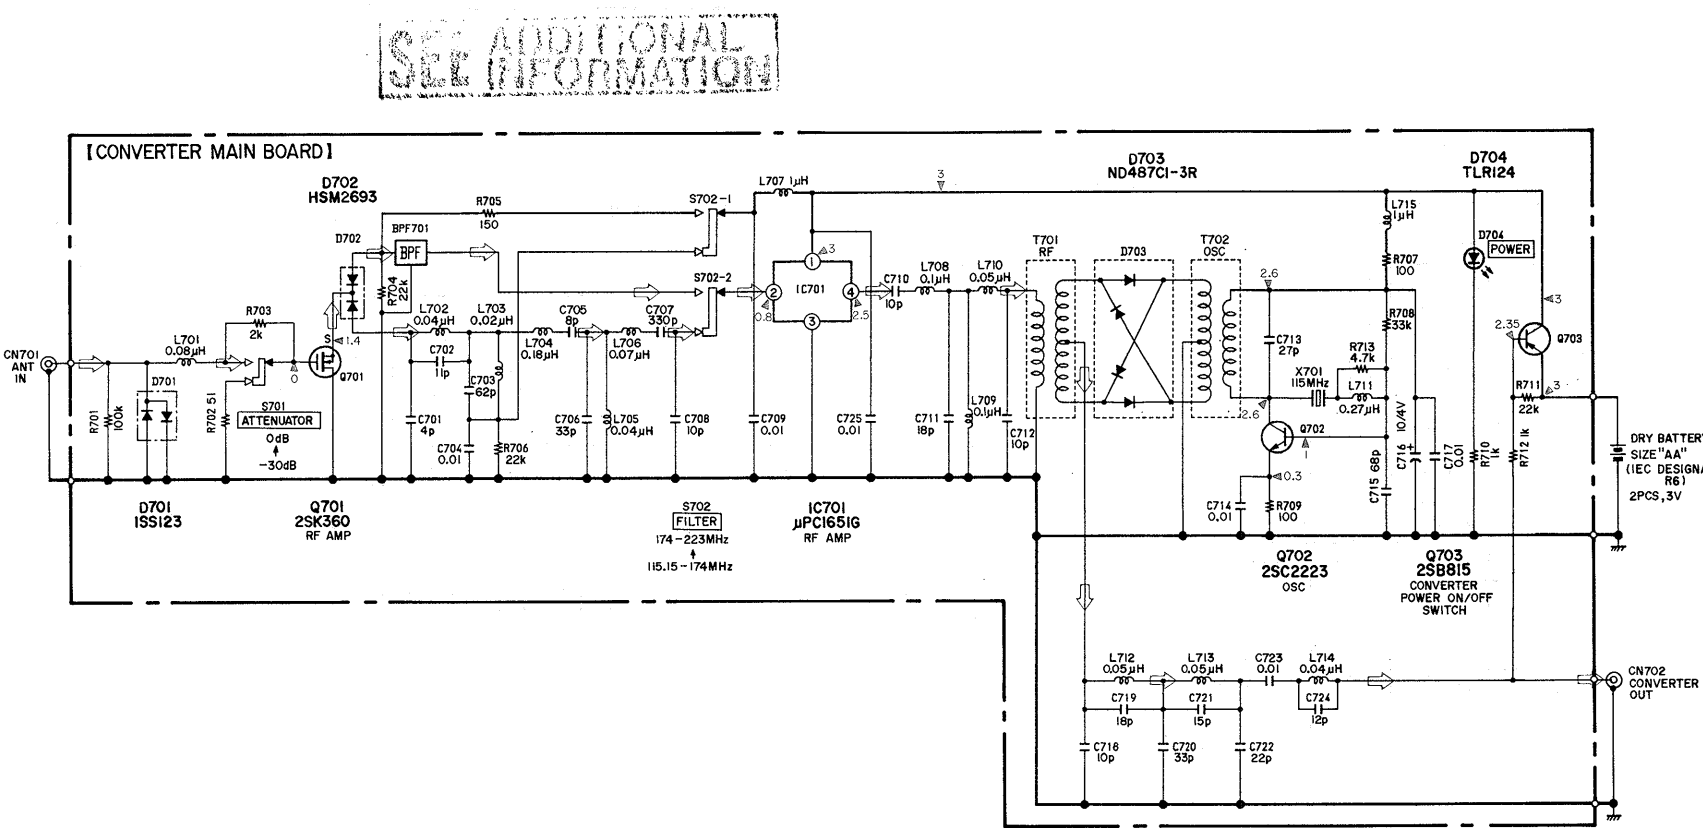 SEE ADDITIONAL INFORMATION
[CONVERTER MAIN BOARD]
D702
HSM2693
D703
ND487C1-3R
D704
TLR124
L707 1μH
3
S702-1
R705
150
L715
1μH
BPF701
D702
BPF
T701
RF
D703
T702
OSC
D704
POWER
R704
22k
3
1
L708
0.1μH
L710
0.05μH
2.6
R707
100
S702-2
2
IC701
4
C710
10p
0.8
2.5
3
3
R703
2k
L702
0.04μH
L703
0.02μH
C705
8p
C707
330p
R708
33k
2.35
Q703
L701
0.08μH
S
1.4
L704
0.18μH
L706
0.07μH
C713
27p
R713
4.7k
CN701
ANT
IN
C702
11p
X701
115MHz
L711
0.27μH
D701
0
Q701
C703
62p
R711
22k
3
R701
100k
R702 51
S701
ATTENUATOR
0dB
-30dB
C701
4p
C704
0.01
R706
22k
C706
33p
L705
0.04μH
C708
10p
C709
0.01
C725
0.01
C711
18p
L709
0.1μH
C712
10p
2.6
Q702
1
0.3
C714
0.01
R709
100
C715 68p
C716
10/4V
+
C717
0.01
R710
1k
R712 1k
DRY BATTER
SIZE"AA"
(IEC DESIGNA
R6)
2PCS,3V
D701
1SS123
Q701
2SK360
RF AMP
S702
FILTER
174-223MHz
115.15-174MHz
IC701
μPC1651G
RF AMP
Q702
2SC2223
OSC
Q703
2SB815
CONVERTER
POWER ON/OFF
SWITCH
L712
0.05μH
L713
0.05μH
C723
0.01
L714
0.04μH
CN702
CONVERTER
OUT
C719
18p
C721
15p
C724
12p
C718
10p
C720
33p
C722
22p